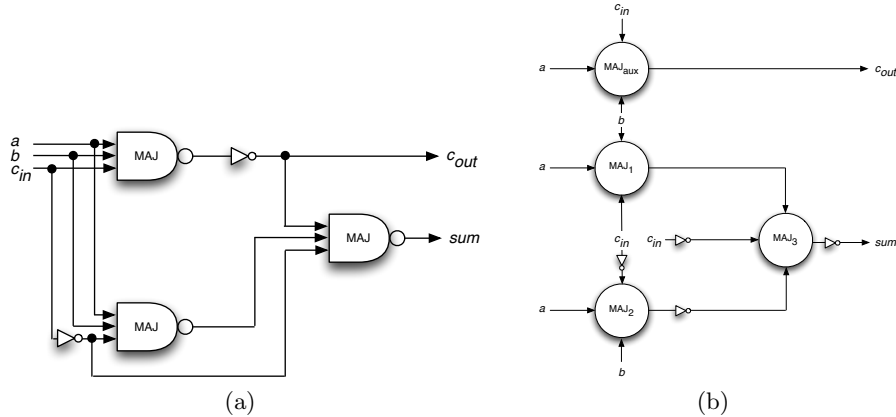 a
b
c_in
MAJ
c_out
MAJ
sum
MAJ
(a)
c_in
a
MAJ_aux
c_out
b
a
MAJ_1
c_in
c_in
MAJ_3
sum
a
MAJ_2
b
(b)